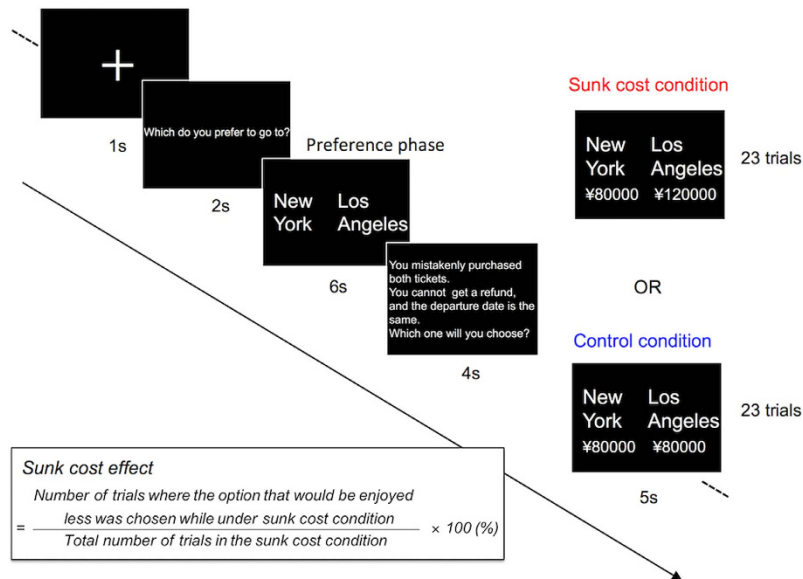 +
1s
Which do you prefer to go to?
2s
Preference phase
New Los
York Angeles
6s
You mistakenly purchased
both tickets.
You cannot get a refund,
and the departure date is the
same.
Which one will you choose?
4s
Sunk cost condition
New Los
York Angeles
¥80000 ¥120000
23 trials
OR
Control condition
New Los
York Angeles
¥80000 ¥80000
23 trials
5s
Sunk cost effect
Number of trials where the option that would be enjoyed
less was chosen while under sunk cost condition
= × 100 (%)
Total number of trials in the sunk cost condition